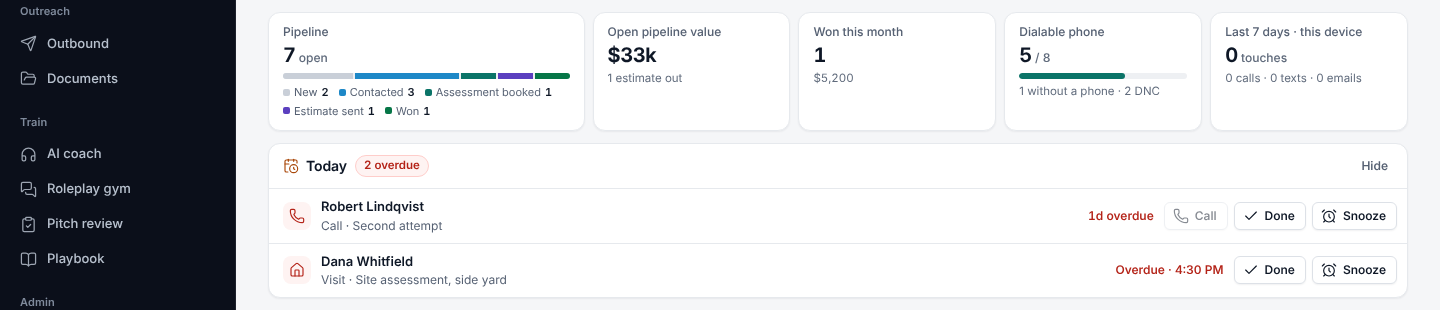 Outreach
Outbound
Documents
Train
AI coach
Roleplay gym
Pitch review
Playbook
Admin
Pipeline
7 open
New 2 Contacted 3 Assessment booked 1
Estimate sent 1 Won 1
Open pipeline value
$33k
1 estimate out
Won this month
1
$5,200
Dialable phone
5 / 8
1 without a phone · 2 DNC
Last 7 days · this device
0 touches
0 calls · 0 texts · 0 emails
Today 2 overdue Hide
Robert Lindqvist
Call · Second attempt
1d overdue Call Done Snooze
Dana Whitfield
Visit · Site assessment, side yard
Overdue · 4:30 PM Done Snooze